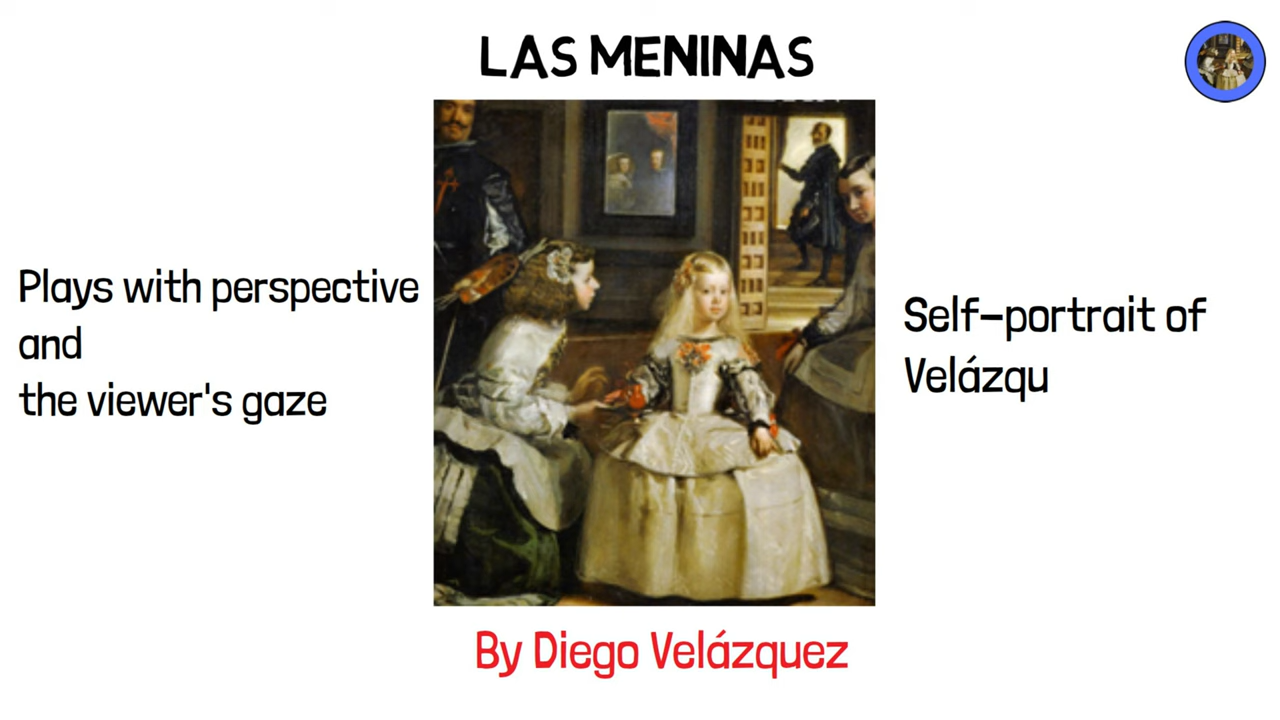 LAS MENINAS
Plays with perspective
and
the viewer's gaze
Self-portrait of
Velázqu
By Diego Velázquez